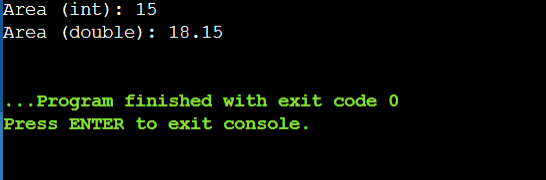 Area (int): 15
Area (double): 18.15
...Program finished with exit code 0
Press ENTER to exit console.